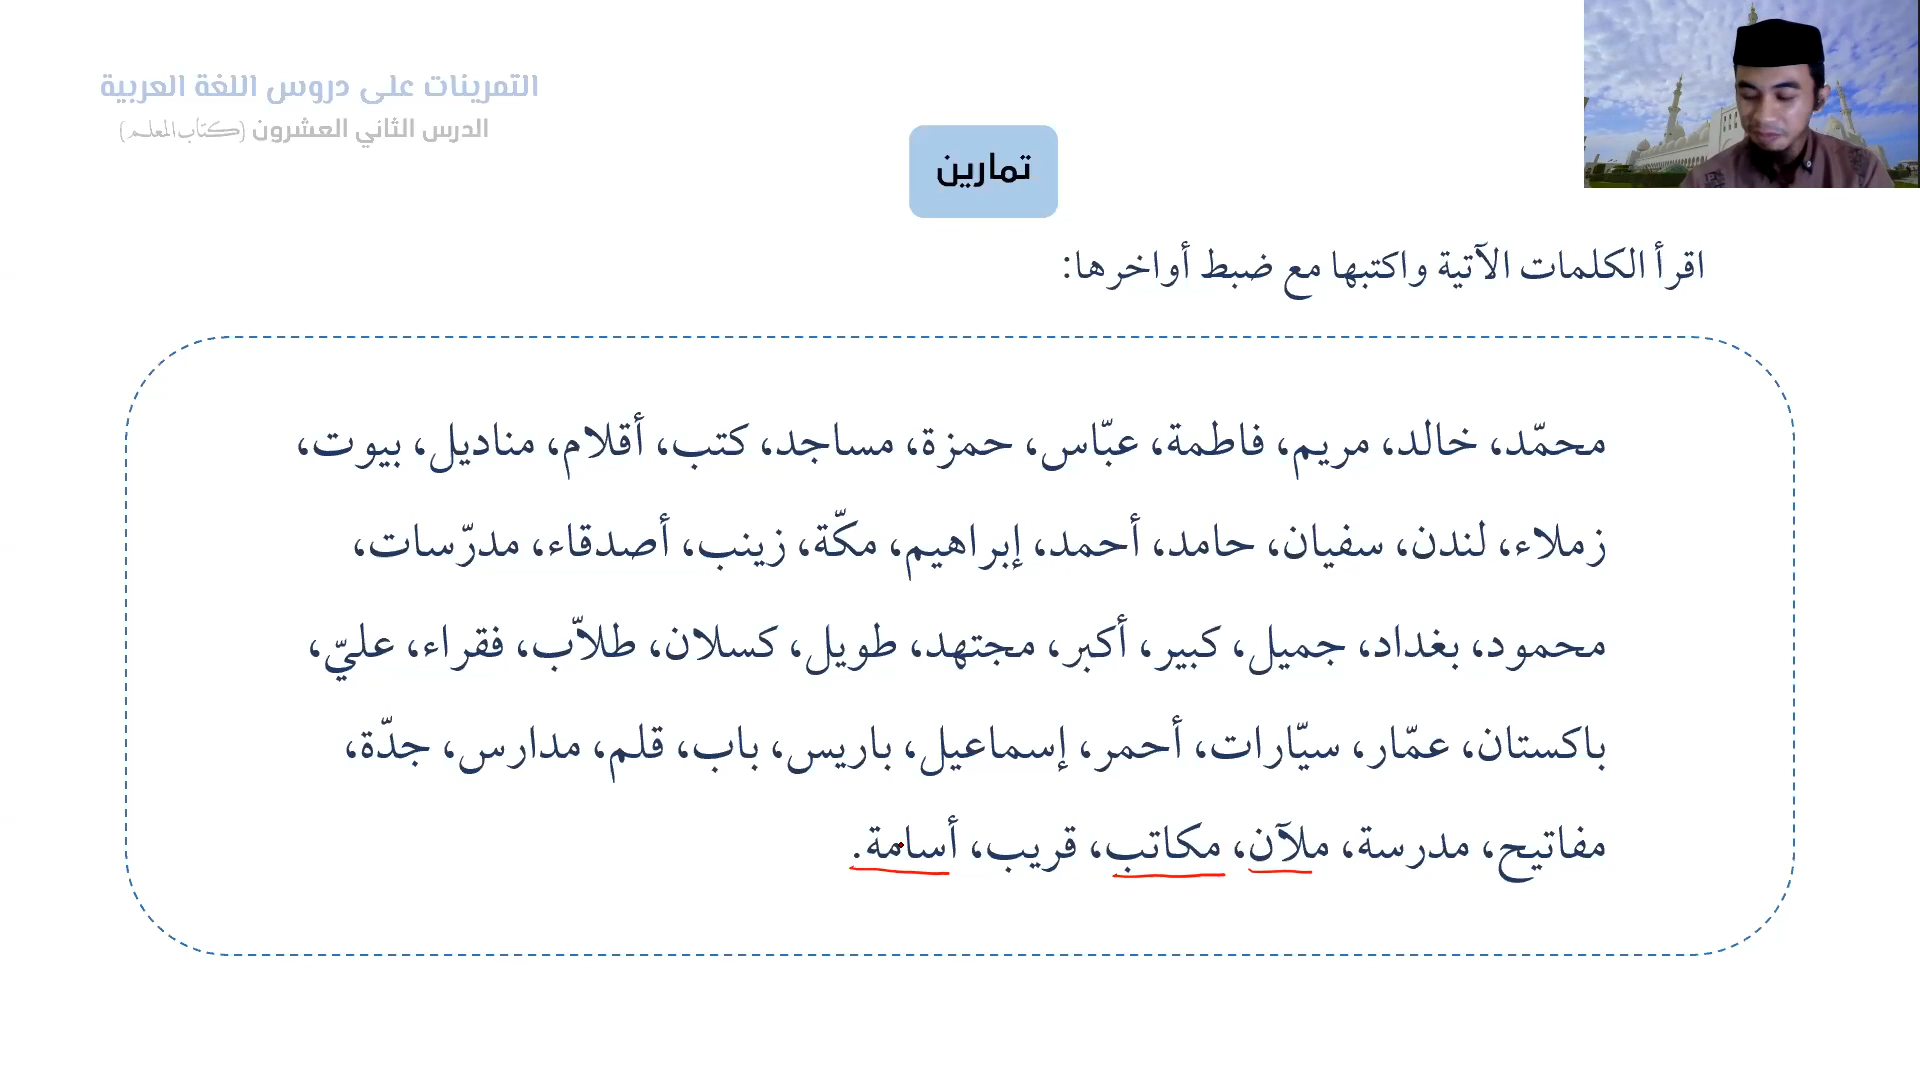 التمرينات على دروس اللغة العربية
الدرس الثاني العشرون (كتاب المعلم)
تمارين
اقرأ الكلمات الآتية واكتبها مع ضبط أواخرها:
محمّد، خالد، مريم، فاطمة، عبّاس، حمزة، مساجد، كتب، أقلام، مناديل، بيوت،
زملاء، لندن، سفيان، حامد، أحمد، إبراهيم، مكّة، زينب، أصدقاء، مدرّسات،
محمود، بغداد، جميل، كبير، أكبر، مجتهد، طويل، كسلان، طلاّب، فقراء، عليّ،
باكستان، عمّار، سيّارات، أحمر، إسماعيل، باريس، باب، قلم، مدارس، جدّة،
مفاتيح، مدرسة، ملآن، مكاتب، قريب، أسامة.